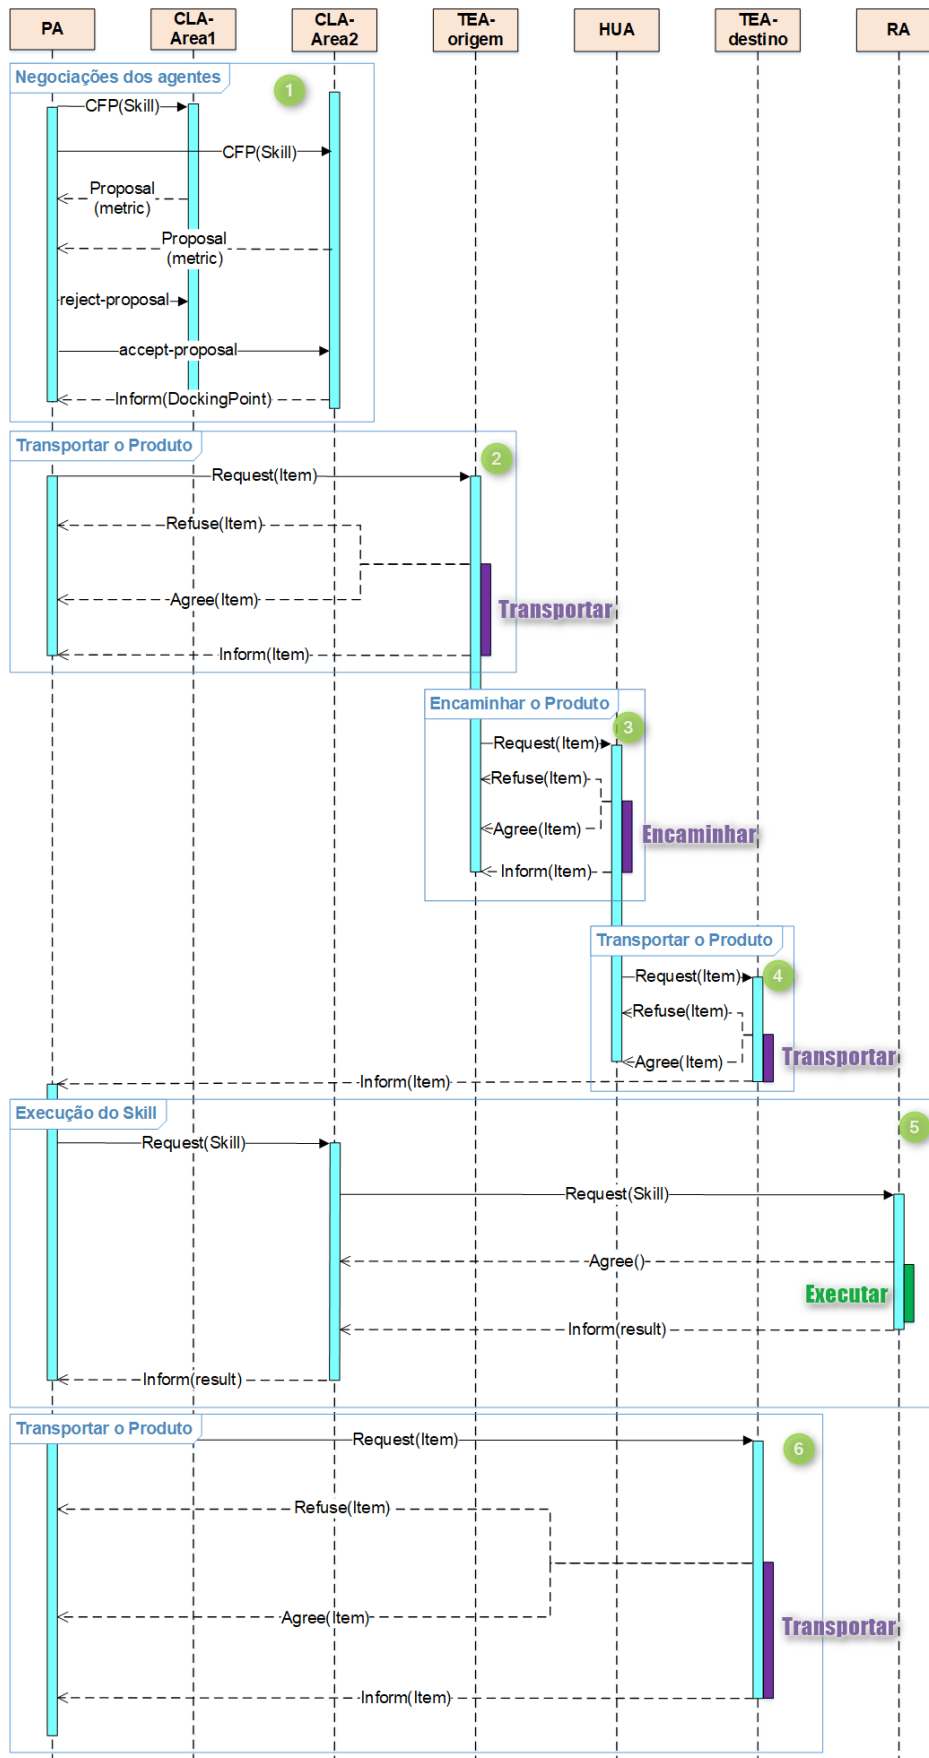 PA
CLA-
Area1
CLA-
Area2
TEA-
origem
HUA
TEA-
destino
RA
Negociações dos agentes
1
CFP(Skill)
CFP(Skill)
Proposal
(metric)
Proposal
(metric)
reject-proposal
accept-proposal
Inform(DockingPoint)
Transportar o Produto
2
Request(Item)
Refuse(Item)
Agree(Item)
Transportar
Inform(Item)
Encaminhar o Produto
3
Request(Item)
Refuse(Item)
Agree(Item)
Encaminhar
Inform(Item)
Transportar o Produto
4
Request(Item)
Refuse(Item)
Agree(Item)
Transportar
Inform(Item)
Execução do Skill
5
Request(Skill)
Request(Skill)
Agree()
Executar
Inform(result)
Inform(result)
Transportar o Produto
6
Request(Item)
Refuse(Item)
Agree(Item)
Transportar
Inform(Item)